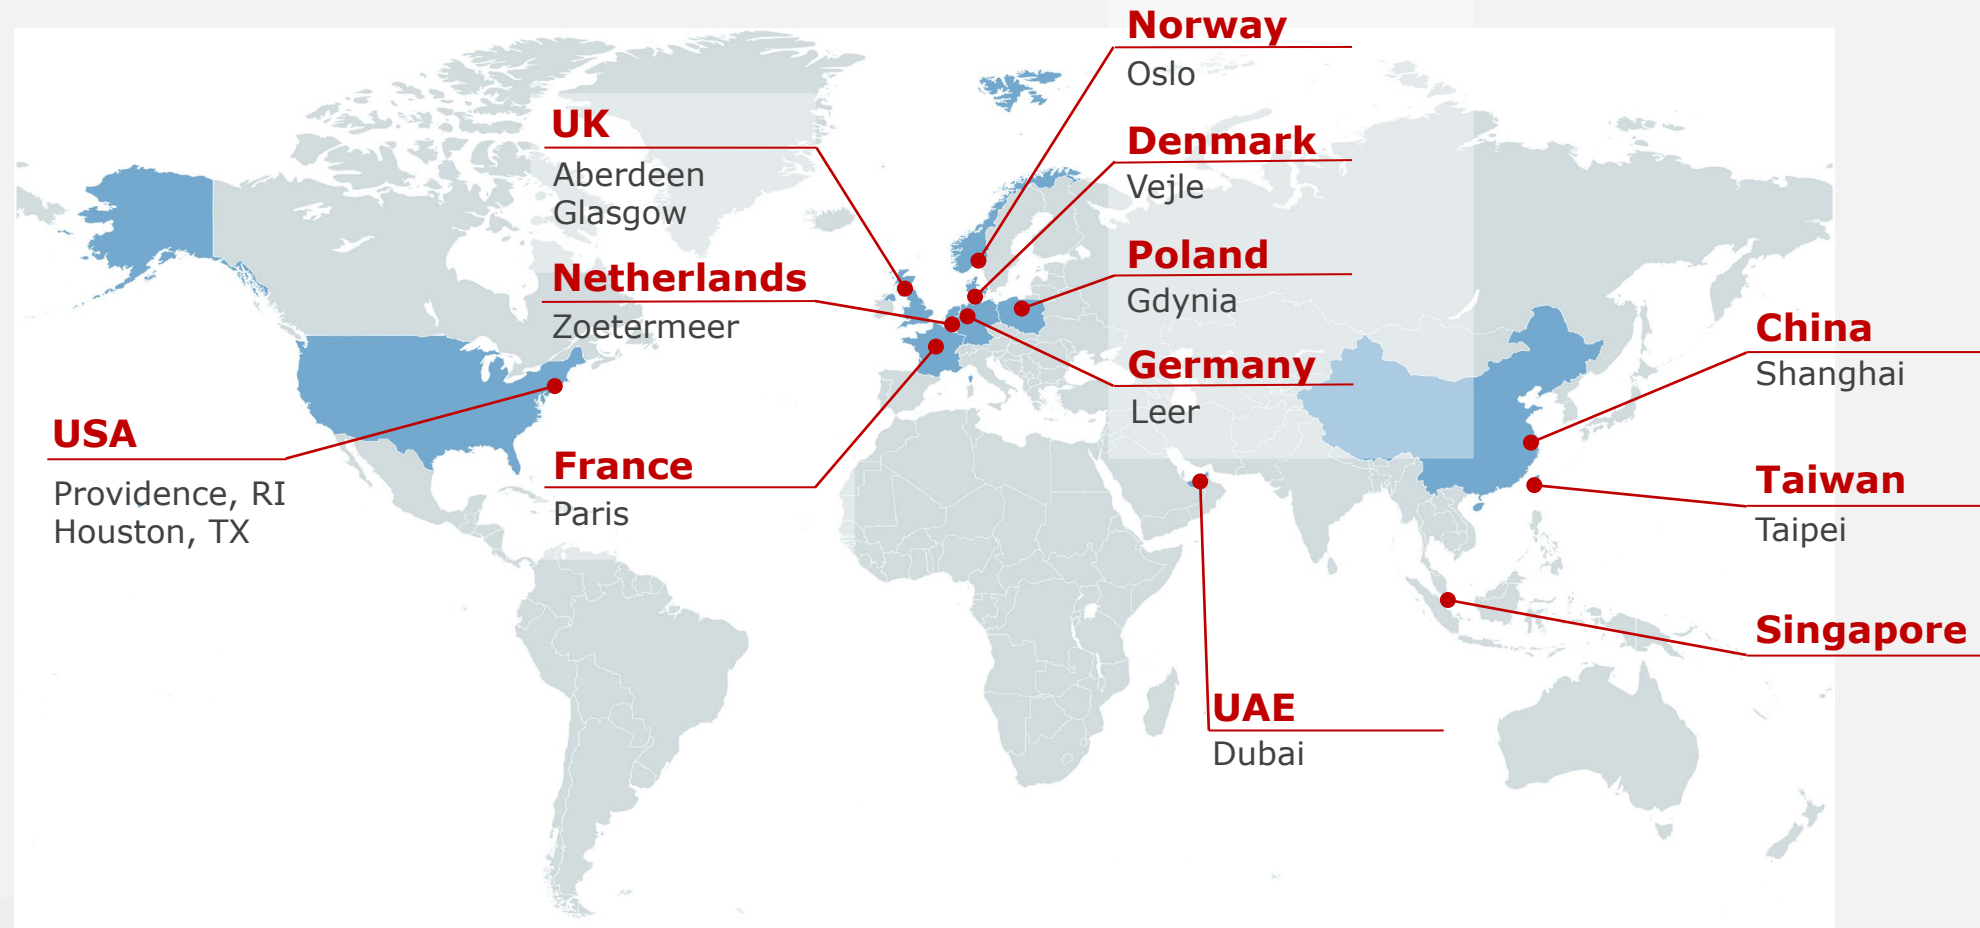 Norway
Oslo
UK
Aberdeen
Glasgow
Denmark
Vejle
Netherlands
Zoetermeer
Poland
Gdynia
Germany
Leer
China
Shanghai
USA
Providence, RI
Houston, TX
France
Paris
Taiwan
Taipei
Singapore
UAE
Dubai